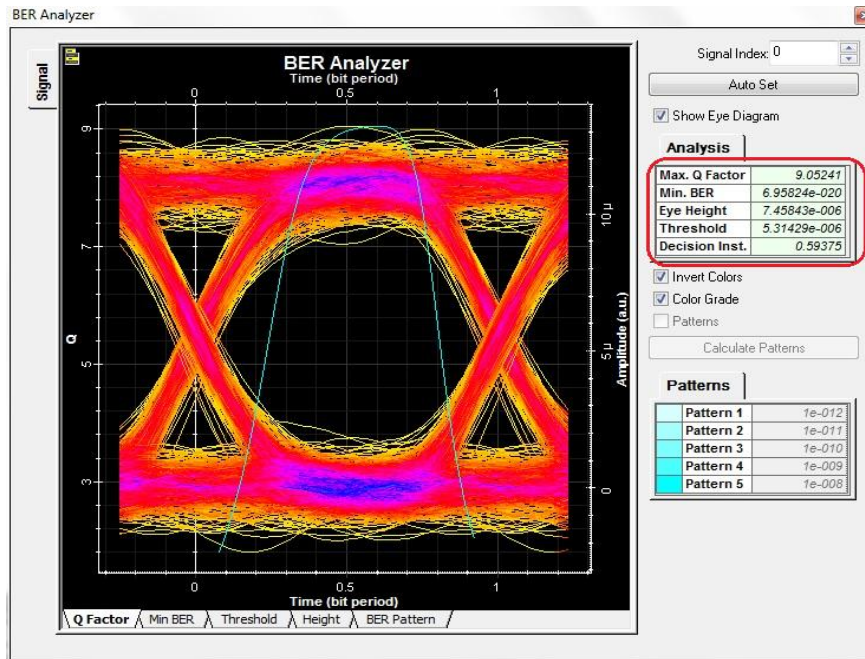 BER Analyzer
Signal
BER Analyzer
Time (bit period)
0 0.5 1
9
7
5
3
Q
10 µ
5 µ
0
Amplitude (a.u.)
0 0.5 1
Time (bit period)
Q Factor Min BER Threshold Height BER Pattern
Signal Index: 0
Auto Set
Show Eye Diagram
Analysis
Max. Q Factor 9.05241
Min. BER 6.95824e-020
Eye Height 7.45843e-006
Threshold 5.31429e-006
Decision Inst. 0.59375
Invert Colors
Color Grade
Patterns
Calculate Patterns
Patterns
Pattern 1 1e-012
Pattern 2 1e-011
Pattern 3 1e-010
Pattern 4 1e-009
Pattern 5 1e-008